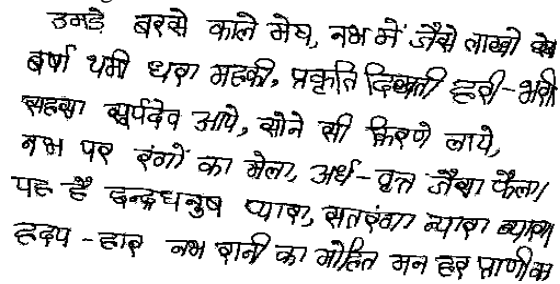 उमड़े बरसे काले मेघ, नभ में जैसे लाखो
बर्षा थमी धरा महकी, प्रकृति दिखती हरी-भरी
सहसा सूर्यदेव आये, सोने सी किरणे लाये,
नभ पर रंगों का मेला, अर्ध-वृत्त जैसा फैला।
यह है इन्द्रधनुष प्यारा, सतरंगा न्यारा न्यारा
हृदय-हार नभ रानी का मोहित मन हर प्राणी का